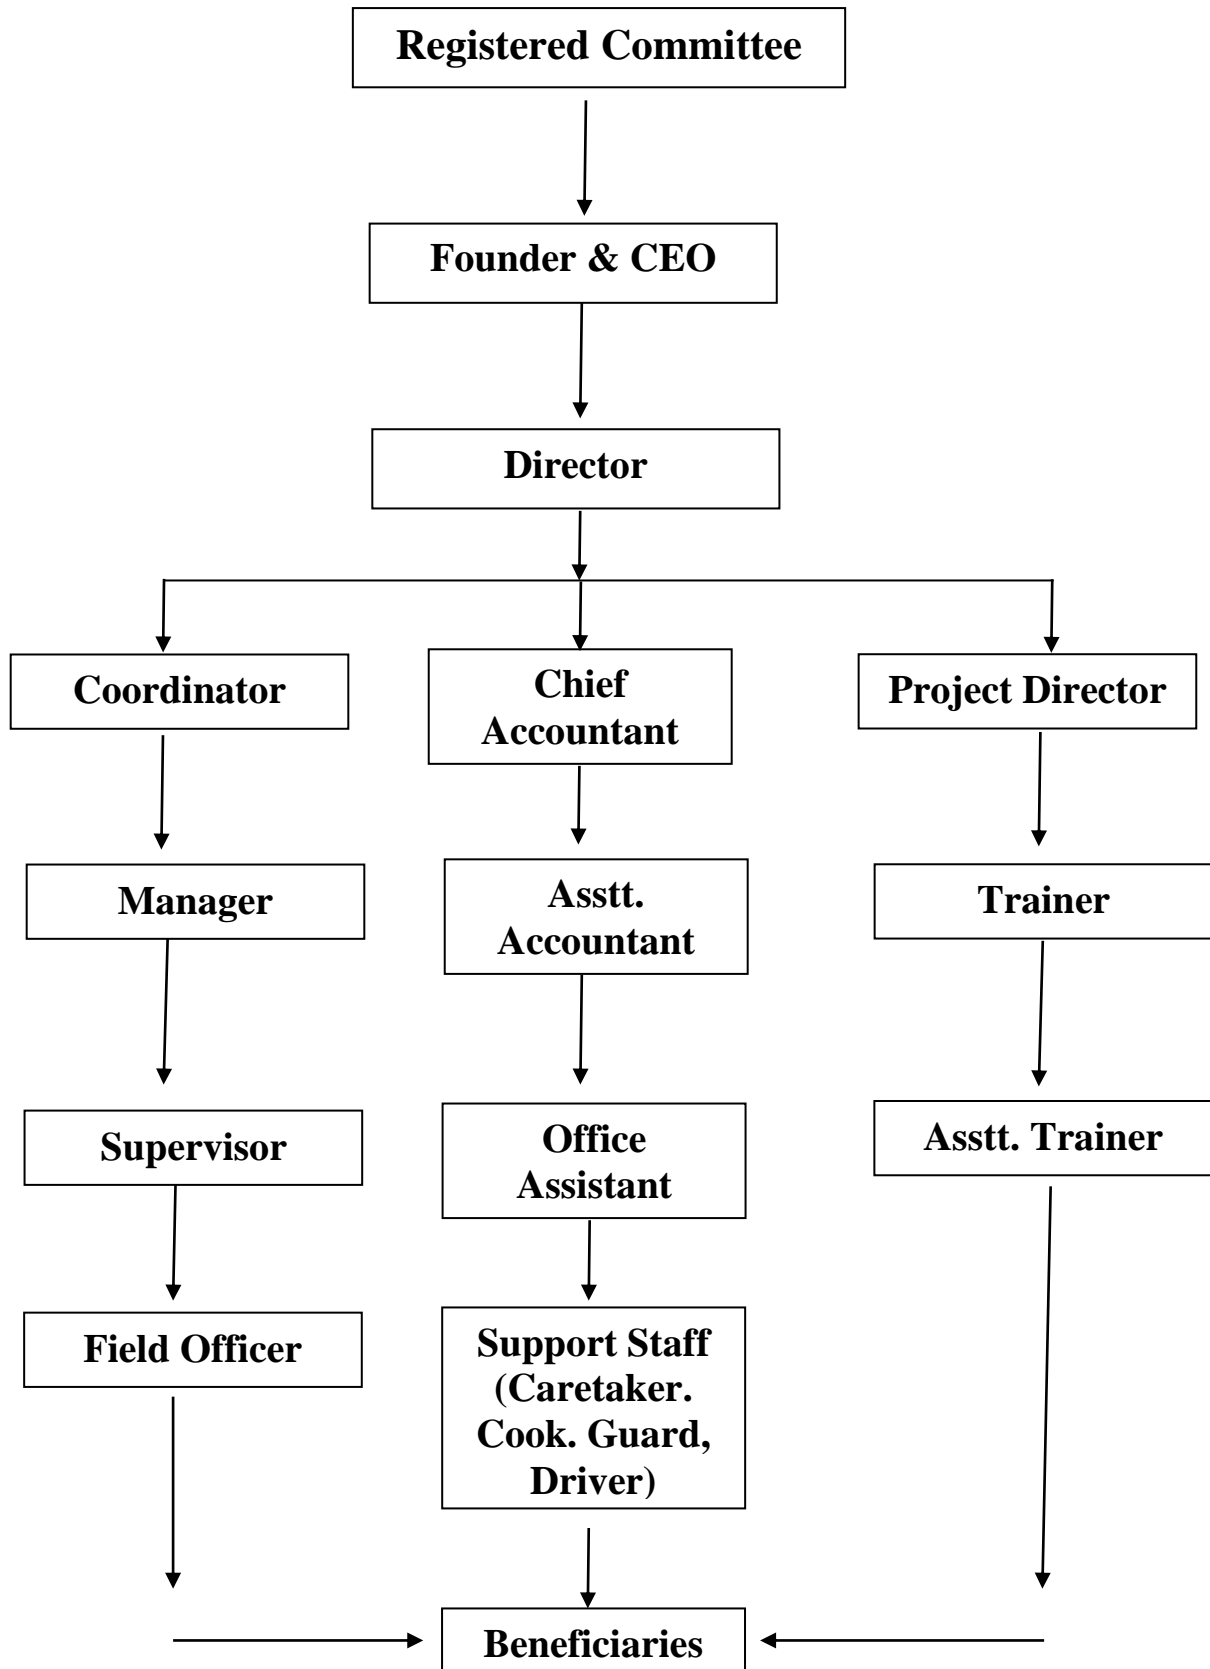 Registered Committee
Founder & CEO
Director
Coordinator
Chief
Accountant
Project Director
Manager
Asstt.
Accountant
Trainer
Supervisor
Office
Assistant
Asstt. Trainer
Field Officer
Support Staff
(Caretaker.
Cook. Guard,
Driver)
Beneficiaries